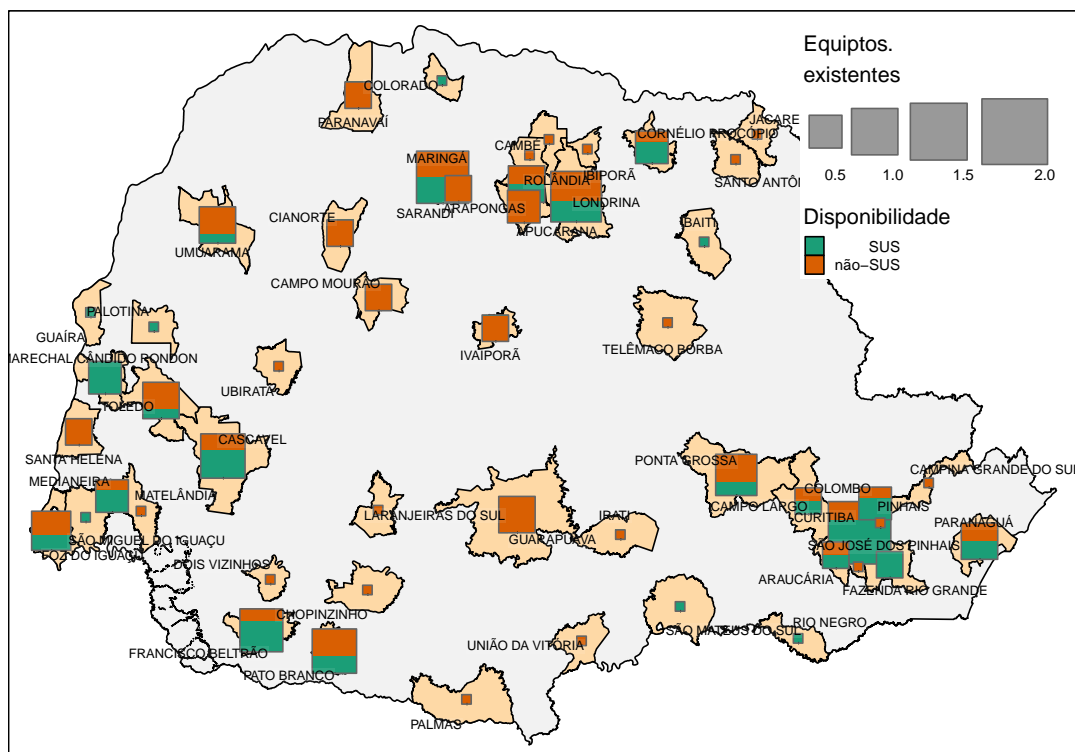 Equiptos.
existentes
0.5 1.0 1.5 2.0
Disponibilidade
SUS
não−SUS
COLORADO
PARANAVAÍ
JACARE
CORNÉLIO PROCÓPIO
CAMBÉ
MARINGÁ
IBIPORÃ
SANTO ANTÔN
ROLÂNDIA
ARAPONGAS
LONDRINA
SARANDI
CIANORTE
APUCARANA
IBAITI
UMUARAMA
CAMPO MOURÃO
PALOTINA
GUAÍRA
TELÊMACO BORBA
IVAIPORÃ
MARECHAL CÂNDIDO RONDON
UBIRATÃ
TOLEDO
CASCAVEL
SANTA HELENA
PONTA GROSSA
CAMPINA GRANDE DO SUL
MEDIANEIRA
MATELÂNDIA
COLOMBO
CAMPO LARGO
PINHAIS
LARANJEIRAS DO SUL
IRATI
CURITIBA
PARANAGUÁ
GUARAPUAVA
SÃO MIGUEL DO IGUAÇU
SÃO JOSÉ DOS PINHAIS
FOZ DO IGUAÇU
DOIS VIZINHOS
ARAUCÁRIA
FAZENDA RIO GRANDE
CHOPINZINHO
RIO NEGRO
SÃO MATEUS DO SUL
UNIÃO DA VITÓRIA
FRANCISCO BELTRÃO
PATO BRANCO
PALMAS